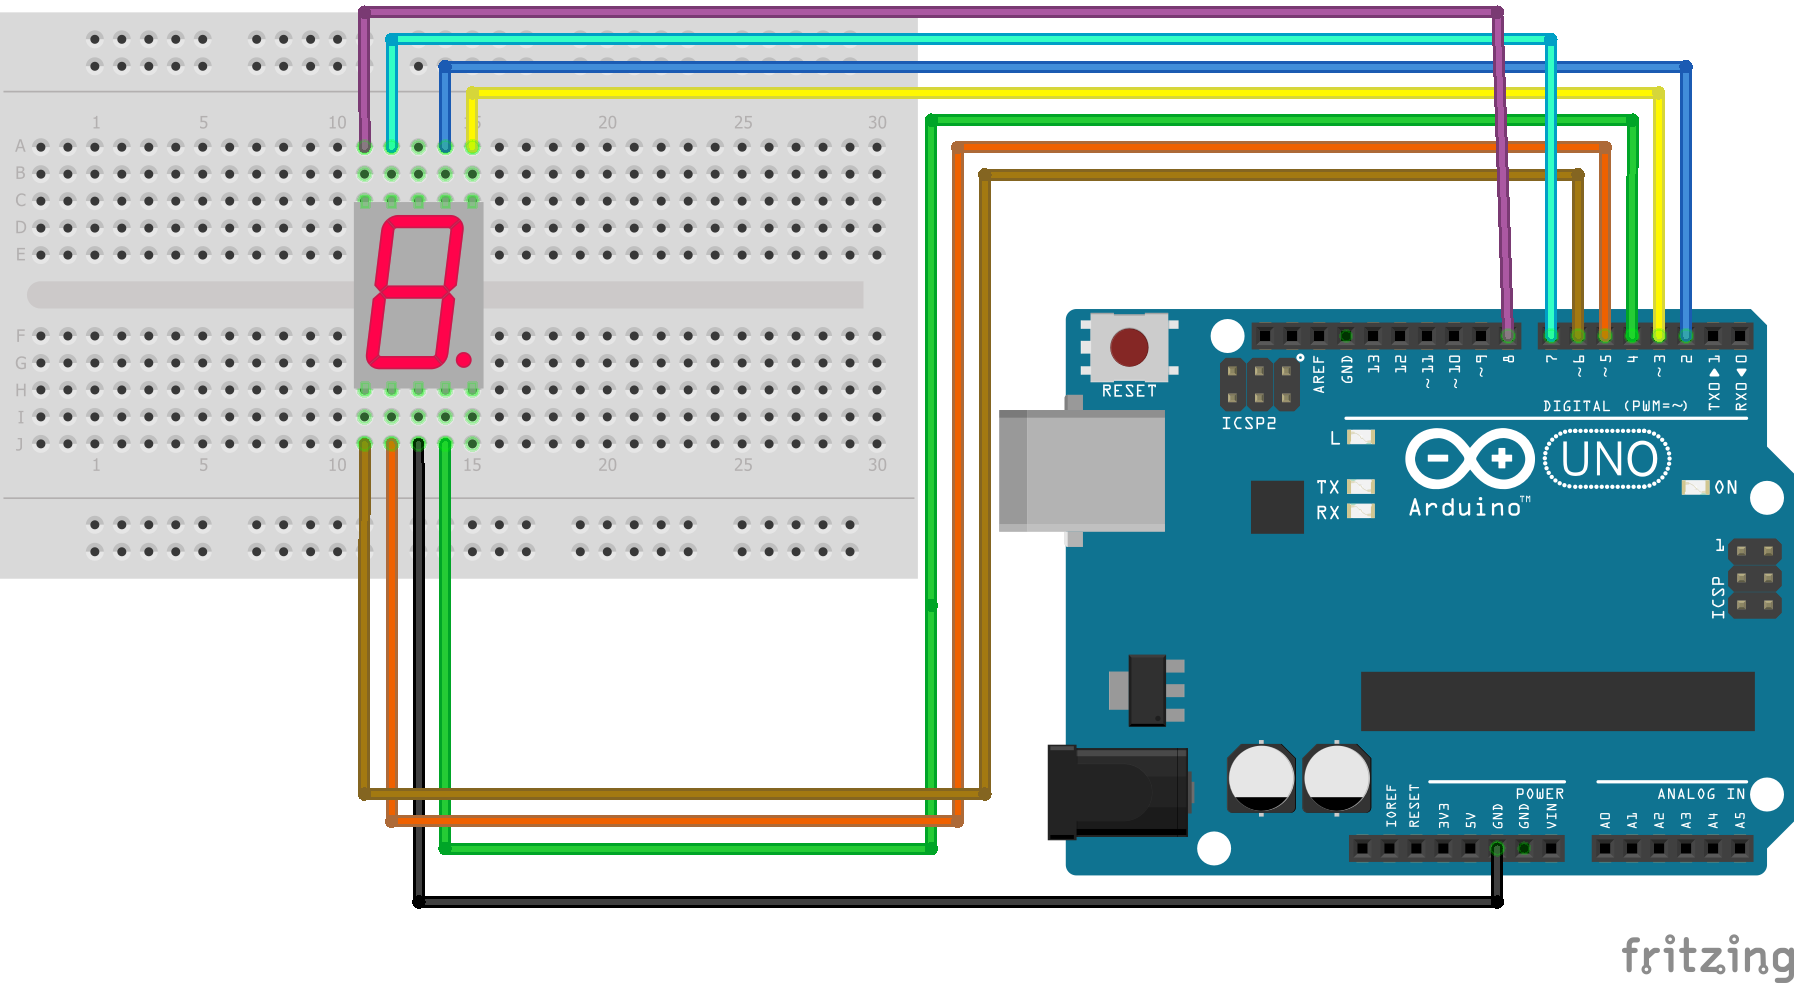 1 5 10 15 20 25 30
A A
B B
C C
D D
E E
F F
G G
H H
I I
J J
1 5 10 15 20 25 30
RESET
ICSP2
AREF GND 13 12 ~11 ~10 ~9 8 7 ~6 ~5 4 ~3 2 TX0▶1 RX0◀0
DIGITAL (PWM=~)
L
TX
RX
UNO
Arduino™
ON
1
ICSP
POWER
ANALOG IN
IOREF RESET 3V3 5V GND GND VIN A0 A1 A2 A3 A4 A5
fritzing